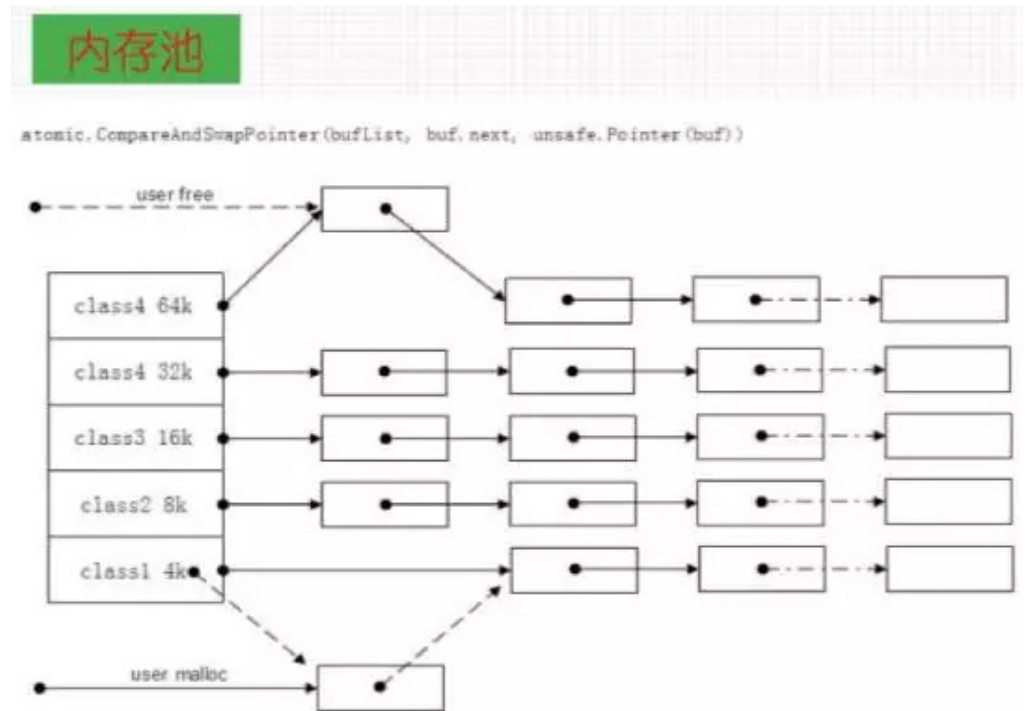 内存池
atomic.CompareAndSwapPointer(bufList, buf.next, unsafe.Pointer(buf))
user free
class4 64k
class4 32k
class3 16k
class2 8k
class1 4k
user malloc